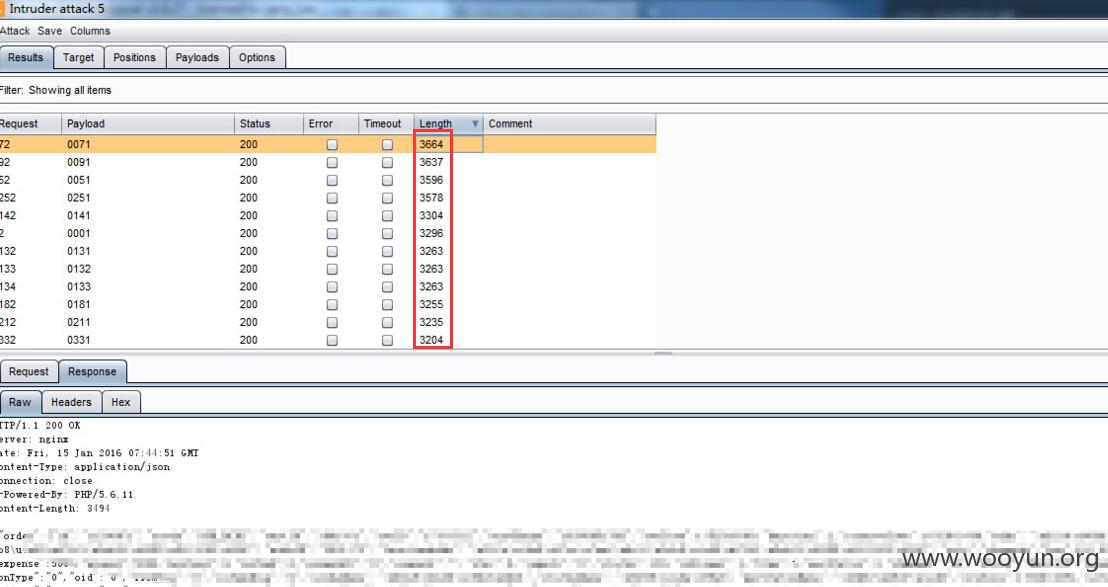 Intruder attack 5
Attack Save Columns
Results Target Positions Payloads Options
Filter: Showing all items
Request Payload Status Error Timeout Length Comment
72 0071 200 3664
92 0091 200 3637
52 0051 200 3596
252 0251 200 3578
142 0141 200 3304
2 0001 200 3296
132 0131 200 3263
133 0132 200 3263
134 0133 200 3263
182 0181 200 3255
212 0211 200 3235
332 0331 200 3204
Request Response
Raw Headers Hex
TTP/1.1 200 OK
erver: nginx
ate: Fri, 15 Jan 2016 07:44:51 GMT
ontent-Type: application/json
onnection: close
-Powered-By: PHP/5.6.11
ontent-Length: 3494
"orde
expense
onType":"0","oid
www.wooyun.org